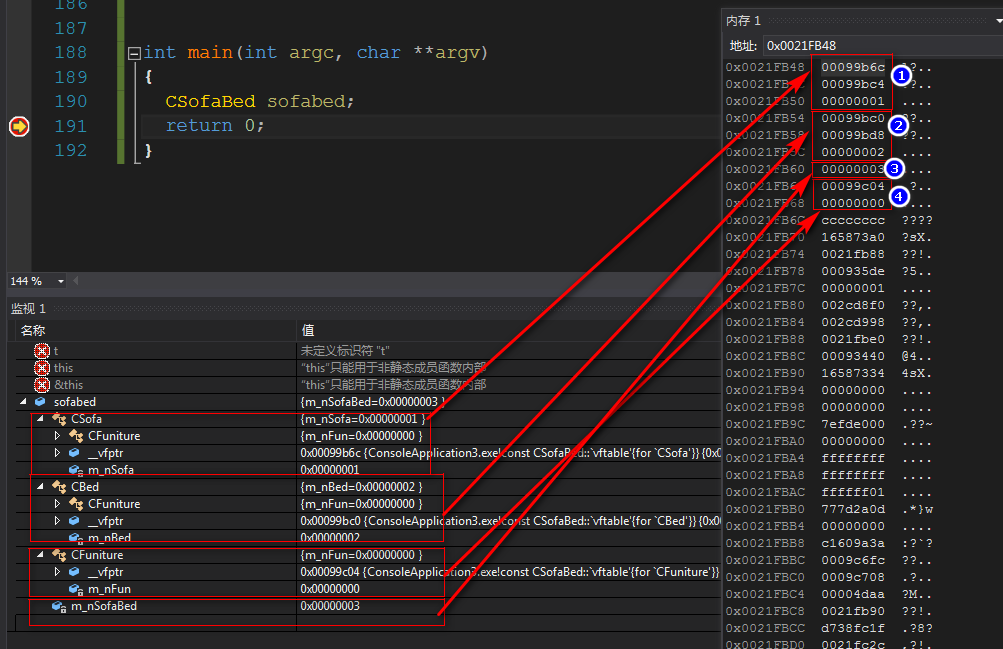 186
187
188 int main(int argc, char **argv)
189 {
190 CSofaBed sofabed;
191 return 0;
192 }
144 %
监视 1
名称 值
t 未定义标识符 "t"
this "this"只能用于非静态成员函数内部
&this "this"只能用于非静态成员函数内部
sofabed {m_nSofaBed=0x00000003 }
CSofa {m_nSofa=0x00000001 }
CFuniture {m_nFun=0x00000000 }
__vfptr 0x00099b6c {ConsoleApplication3.exe!const CSofaBed::`vftable'{for `CSofa'}} {0x0
m_nSofa 0x00000001
CBed {m_nBed=0x00000002 }
CFuniture {m_nFun=0x00000000 }
__vfptr 0x00099bc0 {ConsoleApplication3.exe!const CSofaBed::`vftable'{for `CBed'}} {0x0
m_nBed 0x00000002
CFuniture {m_nFun=0x00000000 }
__vfptr 0x00099c04 {ConsoleApplication3.exe!const CSofaBed::`vftable'{for `CFuniture'}}
m_nFun 0x00000000
m_nSofaBed 0x00000003
内存 1
地址: 0x0021FB48
0x0021FB48 00099b6c ?..
00099bc4 ?..
0x0021FB50 00000001 ....
0x0021FB54 00099bc0 ?..
00099bd8 ??..
00000002 ....
0x0021FB60 00000003 ...
00099c04 .?..
00000000 ...
0x0021FB6C cccccccc ????
0x0021FB70 165873a0 ?sX.
0x0021FB74 0021fb88 ??!.
0x0021FB78 000935de ?5..
0x0021FB7C 00000001 ....
0x0021FB80 002cd8f0 ??,.
0x0021FB84 002cd998 ??,.
0x0021FB88 0021fbe0 ??!.
0x0021FB8C 00093440 @4..
0x0021FB90 16587334 4sX.
0x0021FB94 00000000 ....
0x0021FB98 00000000 ....
0x0021FB9C 7efde000 .??~
0x0021FBA0 00000000 ....
0x0021FBA4 ffffffff ....
0x0021FBA8 ffffffff ....
0x0021FBAC ffffff01 ....
0x0021FBB0 777d2a0d .*}w
0x0021FBB4 00000000 ....
0x0021FBB8 c1609a3a :?`?
0x0021FBBC 0009c6fc ??..
0x0021FBC0 0009c708 .?..
0x0021FBC4 00004daa ?M..
0x0021FBC8 0021fb90 ??!.
0x0021FBCC d738fc1f .?8?
0x0021FBD0 0021fc2c ,?!.
1
2
3
4